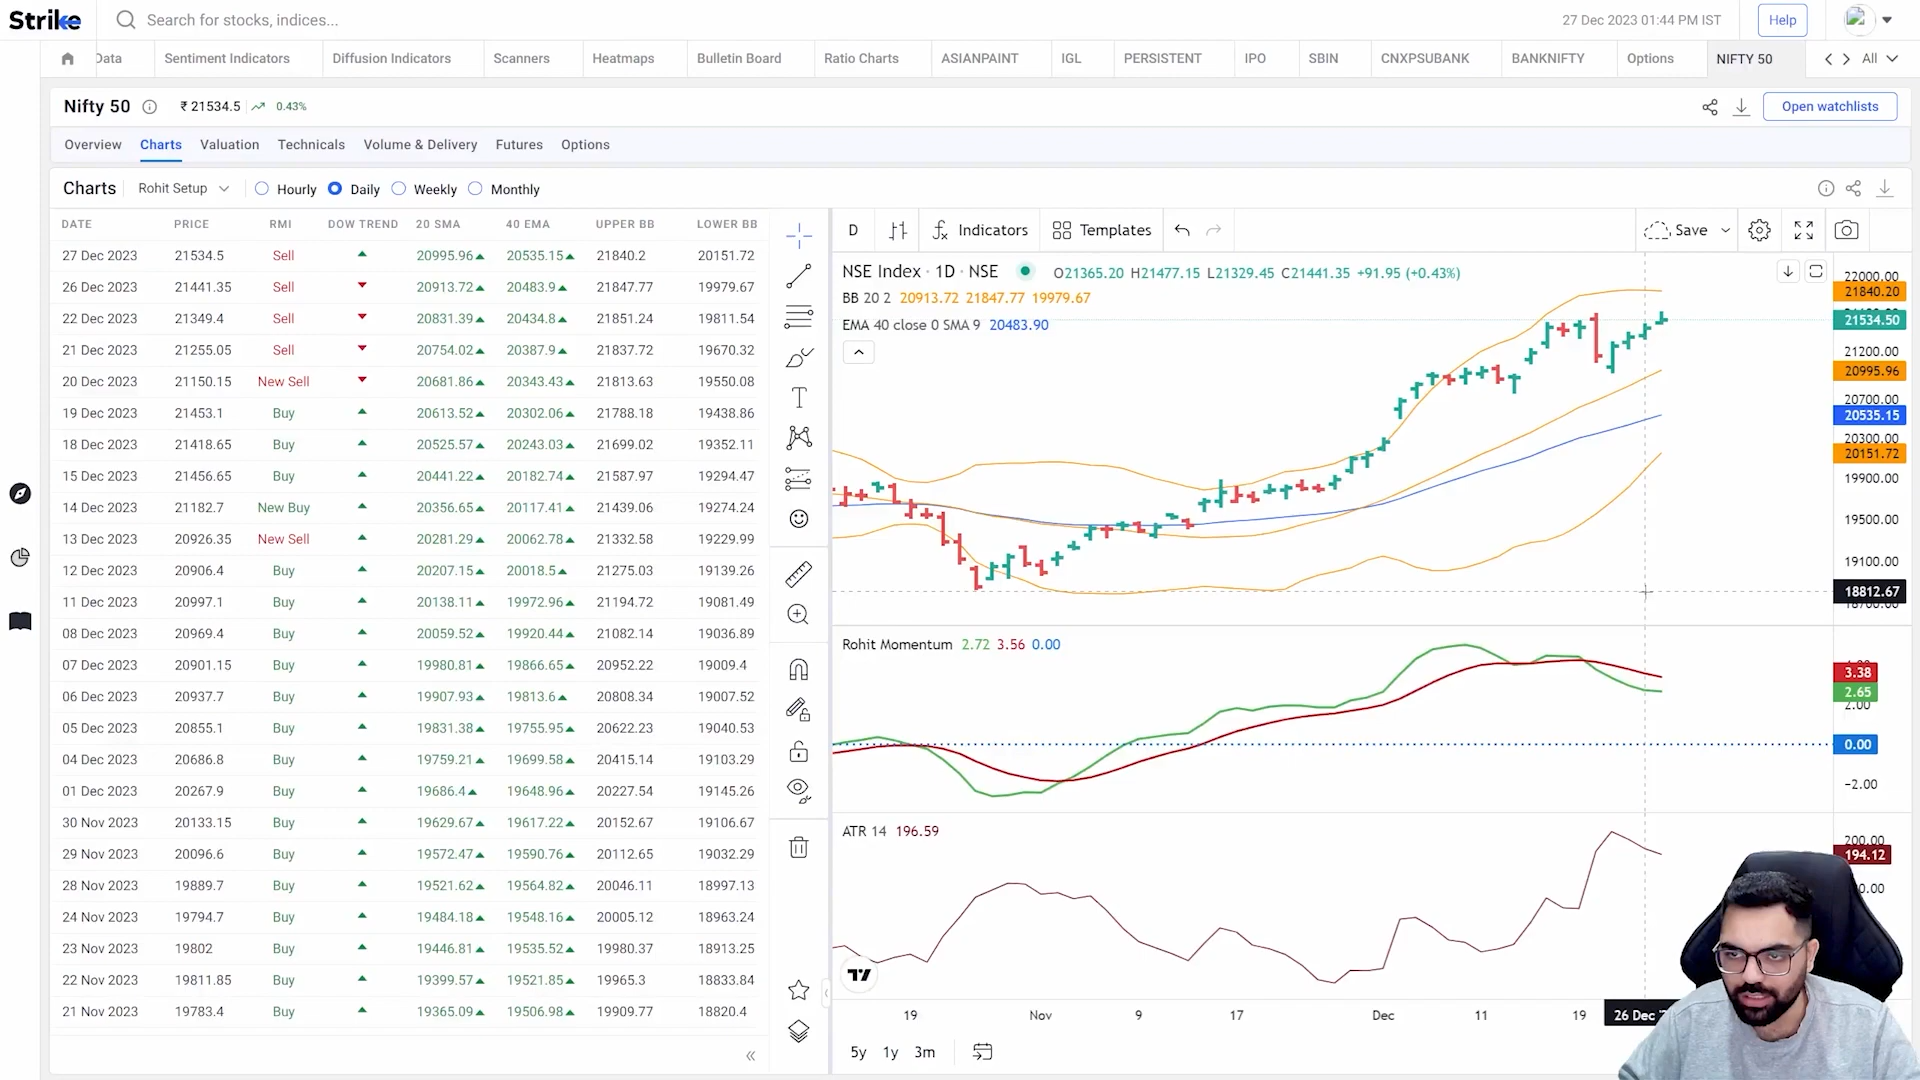 Strike
Search for stocks, indices...
27 Dec 2023 01:44 PM IST
Help
Data Sentiment Indicators Diffusion Indicators Scanners Heatmaps Bulletin Board Ratio Charts ASIANPAINT IGL PERSISTENT IPO SBIN CNXPSUBANK BANKNIFTY Options NIFTY 50 All
Nifty 50 ₹ 21534.5 0.43%
Open watchlists
Overview Charts Valuation Technicals Volume & Delivery Futures Options
Charts Rohit Setup Hourly Daily Weekly Monthly
DATE PRICE RMI DOW TREND 20 SMA 40 EMA UPPER BB LOWER BB
27 Dec 2023 21534.5 Sell ▲ 20995.96▲ 20535.15▲ 21840.2 20151.72
26 Dec 2023 21441.35 Sell ▼ 20913.72▲ 20483.9▲ 21847.77 19979.67
22 Dec 2023 21349.4 Sell ▼ 20831.39▲ 20434.8▲ 21851.24 19811.54
21 Dec 2023 21255.05 Sell ▼ 20754.02▲ 20387.9▲ 21837.72 19670.32
20 Dec 2023 21150.15 New Sell ▼ 20681.86▲ 20343.43▲ 21813.63 19550.08
19 Dec 2023 21453.1 Buy ▲ 20613.52▲ 20302.06▲ 21788.18 19438.86
18 Dec 2023 21418.65 Buy ▲ 20525.57▲ 20243.03▲ 21699.02 19352.11
15 Dec 2023 21456.65 Buy ▲ 20441.22▲ 20182.74▲ 21587.97 19294.47
14 Dec 2023 21182.7 New Buy ▲ 20356.65▲ 20117.41▲ 21439.06 19274.24
13 Dec 2023 20926.35 New Sell ▲ 20281.29▲ 20062.78▲ 21332.58 19229.99
12 Dec 2023 20906.4 Buy ▲ 20207.15▲ 20018.5▲ 21275.03 19139.26
11 Dec 2023 20997.1 Buy ▲ 20138.11▲ 19972.96▲ 21194.72 19081.49
08 Dec 2023 20969.4 Buy ▲ 20059.52▲ 19920.44▲ 21082.14 19036.89
07 Dec 2023 20901.15 Buy ▲ 19980.81▲ 19866.65▲ 20952.22 19009.4
06 Dec 2023 20937.7 Buy ▲ 19907.93▲ 19813.6▲ 20808.34 19007.52
05 Dec 2023 20855.1 Buy ▲ 19831.38▲ 19755.95▲ 20622.23 19040.53
04 Dec 2023 20686.8 Buy ▲ 19759.21▲ 19699.58▲ 20415.14 19103.29
01 Dec 2023 20267.9 Buy ▲ 19686.4▲ 19648.96▲ 20227.54 19145.26
30 Nov 2023 20133.15 Buy ▲ 19629.67▲ 19617.22▲ 20152.67 19106.67
29 Nov 2023 20096.6 Buy ▲ 19572.47▲ 19590.76▲ 20112.65 19032.29
28 Nov 2023 19889.7 Buy ▲ 19521.62▲ 19564.82▲ 20046.11 18997.13
24 Nov 2023 19794.7 Buy ▲ 19484.18▲ 19548.16▲ 20005.12 18963.24
23 Nov 2023 19802 Buy ▲ 19446.81▲ 19535.52▲ 19980.37 18913.25
22 Nov 2023 19811.85 Buy ▲ 19399.57▲ 19521.85▲ 19965.3 18833.84
21 Nov 2023 19783.4 Buy ▲ 19365.09▲ 19506.98▲ 19909.77 18820.4
D Indicators Templates Save
NSE Index · 1D · NSE O21365.20 H21477.15 L21329.45 C21441.35 +91.95 (+0.43%)
BB 20 2 20913.72 21847.77 19979.67
EMA 40 close 0 SMA 9 20483.90
22000.00
21840.20
21534.50
21200.00
20995.96
20700.00
20535.15
20300.00
20151.72
19900.00
19500.00
19100.00
18812.67
Rohit Momentum 2.72 3.56 0.00
3.38
2.65
2.00
0.00
−2.00
ATR 14 196.59
200.00
194.12
19 Nov 9 17 Dec 11 19 26 Dec
5y 1y 3m